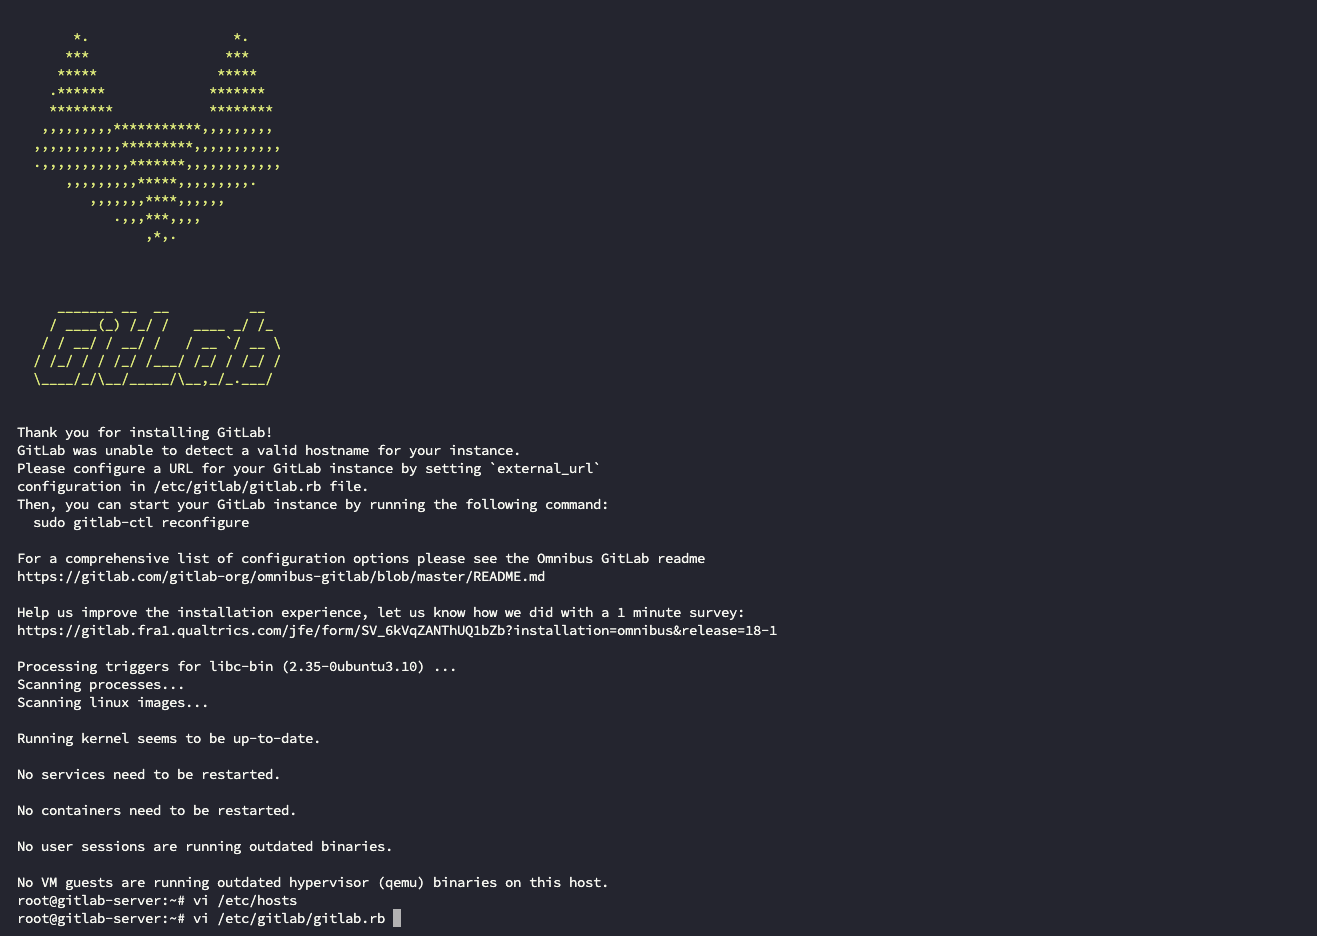 *.                  *.
      ***                 ***
     *****               *****
    .******             *******
    ********            ********
   ,,,,,,,,,***********,,,,,,,,,
  ,,,,,,,,,,,*********,,,,,,,,,,,
  .,,,,,,,,,,,*******,,,,,,,,,,,,
      ,,,,,,,,,*****,,,,,,,,,.
         ,,,,,,,****,,,,,,
            .,,,***,,,,
                ,*,.
     _______ __  __          __
    / ____(_) /_/ /   ____ _/ /_
   / / __/ / __/ /   / __ `/ __ \
  / /_/ / / /_/ /___/ /_/ / /_/ /
  \____/_/\__/_____/\__,_/_.___/
Thank you for installing GitLab!
GitLab was unable to detect a valid hostname for your instance.
Please configure a URL for your GitLab instance by setting `external_url`
configuration in /etc/gitlab/gitlab.rb file.
Then, you can start your GitLab instance by running the following command:
  sudo gitlab-ctl reconfigure
For a comprehensive list of configuration options please see the Omnibus GitLab readme
https://gitlab.com/gitlab-org/omnibus-gitlab/blob/master/README.md
Help us improve the installation experience, let us know how we did with a 1 minute survey:
https://gitlab.fra1.qualtrics.com/jfe/form/SV_6kVqZANThUQ1bZb?installation=omnibus&release=18-1
Processing triggers for libc-bin (2.35-0ubuntu3.10) ...
Scanning processes...
Scanning linux images...
Running kernel seems to be up-to-date.
No services need to be restarted.
No containers need to be restarted.
No user sessions are running outdated binaries.
No VM guests are running outdated hypervisor (qemu) binaries on this host.
root@gitlab-server:~# vi /etc/hosts
root@gitlab-server:~# vi /etc/gitlab/gitlab.rb